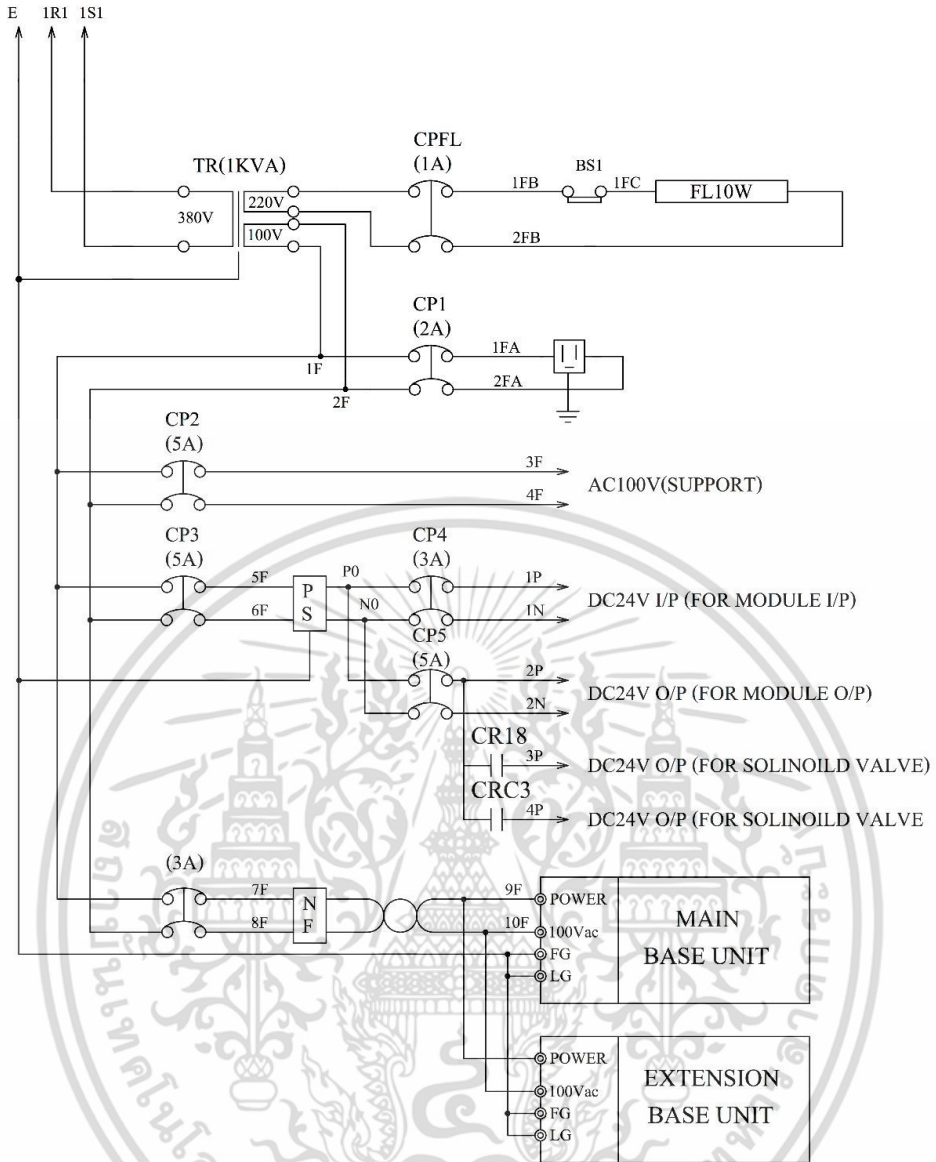 E 1R1 1S1
TR(1KVA)
CPFL
(1A)
BS1
380V
220V
100V
1FB
1FC
FL10W
2FB
CP1
(2A)
1F
1FA
2F
2FA
CP2
(5A)
3F
4F
AC100V(SUPPORT)
CP3
(5A)
5F
6F
P
S
P0
N0
CP4
(3A)
1P
1N
DC24V I/P (FOR MODULE I/P)
CP5
(5A)
2P
2N
DC24V O/P (FOR MODULE O/P)
CR18
3P
DC24V O/P (FOR SOLINOILD VALVE)
CRC3
4P
DC24V O/P (FOR SOLINOILD VALVE
(3A)
7F
8F
N
F
9F
10F
POWER
100Vac
FG
LG
MAIN
BASE UNIT
POWER
100Vac
FG
LG
EXTENSION
BASE UNIT